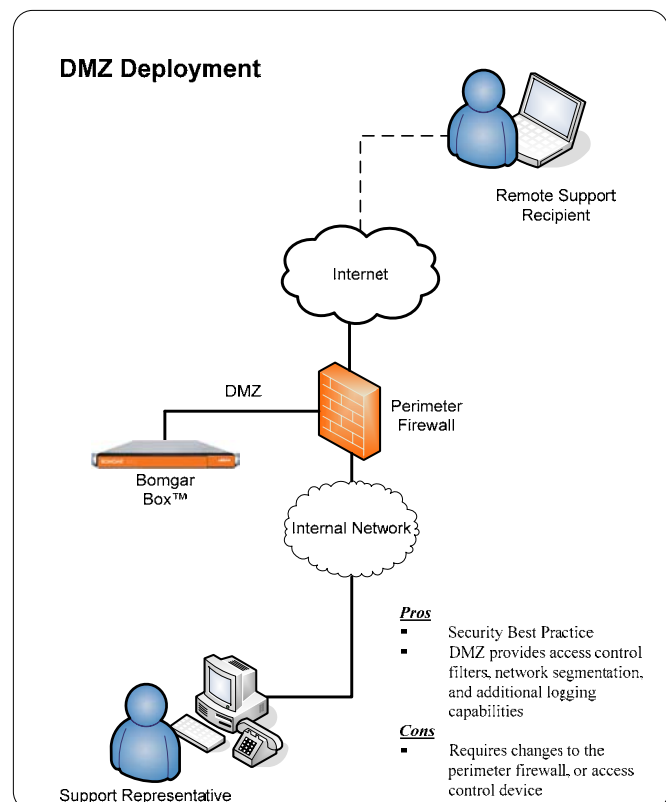 DMZ Deployment
Remote Support
Recipient
Internet
DMZ
Perimeter
Firewall
BOMGAR
Bomgar
Box™
Internal Network
Pros
▪ Security Best Practice
▪ DMZ provides access control
filters, network segmentation,
and additional logging
capabilities
Cons
▪ Requires changes to the
perimeter firewall, or access
control device
Support Representative